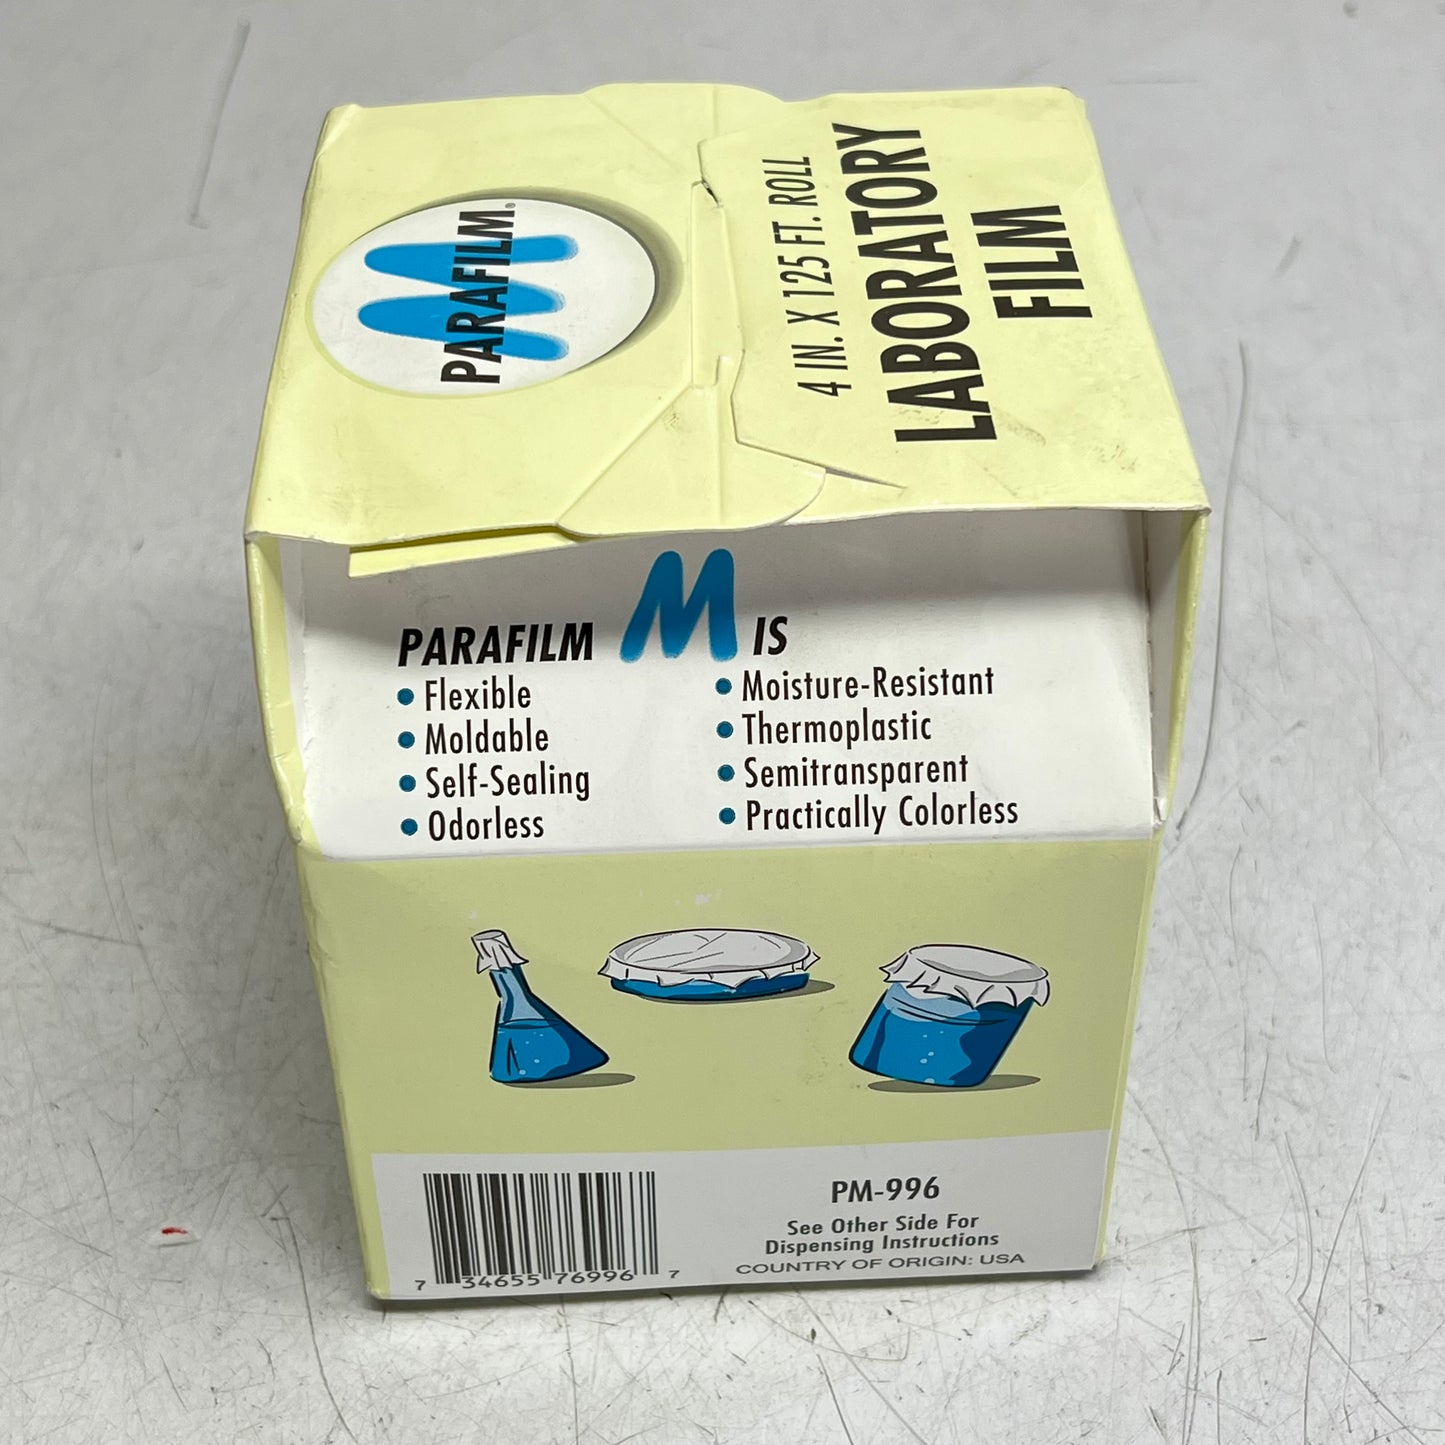 PARAFILM®
4 IN. X 125 FT. ROLL
LABORATORY
FILM
PARAFILM M IS
• Flexible
• Moldable
• Self-Sealing
• Odorless
• Moisture-Resistant
• Thermoplastic
• Semitransparent
• Practically Colorless
7 34655 76996 7
PM-996
See Other Side For
Dispensing Instructions
COUNTRY OF ORIGIN: USA